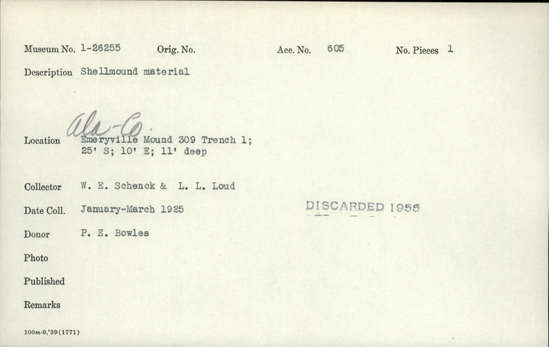 Museum No. 1-26255 Orig. No. Acc. No. 605 No. Pieces 1
Description Shellmound material
Ala-Co.
Location Emeryville Mound 309 Trench 1;
25' S; 10' E; 11' deep
Collector W. E. Schenck & L. L. Loud
Date Coll. January-March 1925 DISCARDED 1955
Donor P. E. Bowles
Photo
Published
Remarks
100m-8,'39(1771)